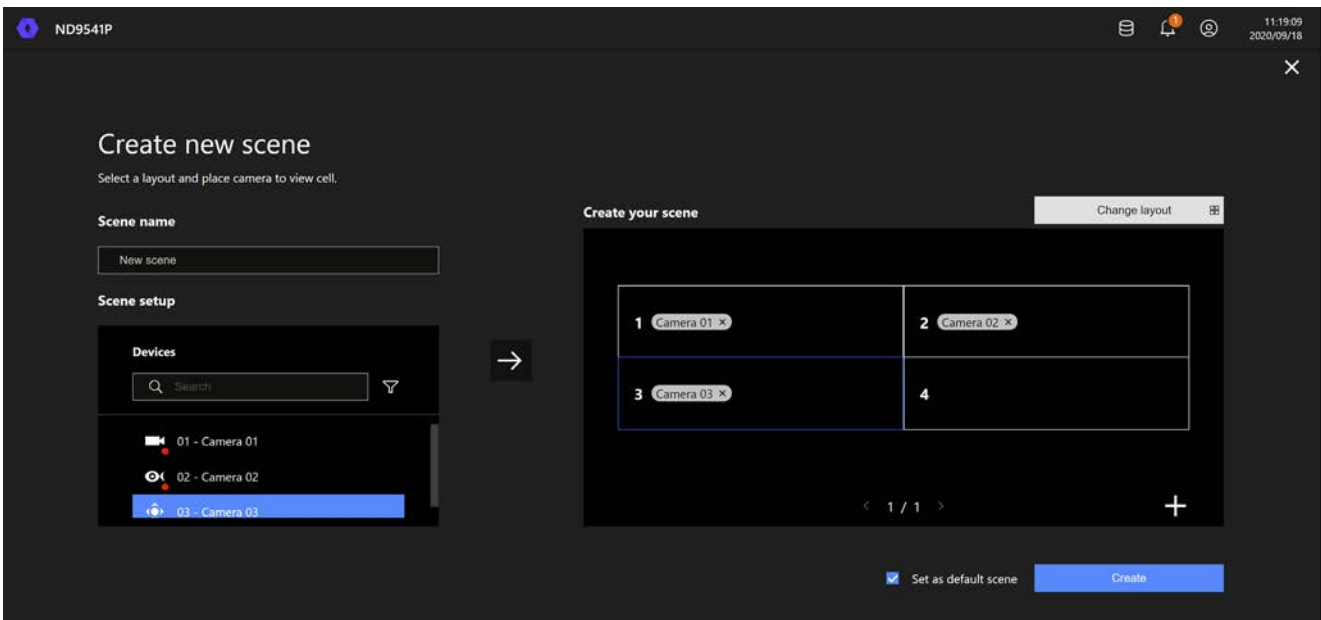 ND9541P
1
11:19:09
2020/09/18
Create new scene
Select a layout and place camera to view cell.
Scene name
New scene
Scene setup
Devices
Search
01 - Camera 01
02 - Camera 02
03 - Camera 03
Create your scene
Change layout
1 Camera 01 ×
2 Camera 02 ×
3 Camera 03 ×
4
< 1 / 1 >
Set as default scene
Create